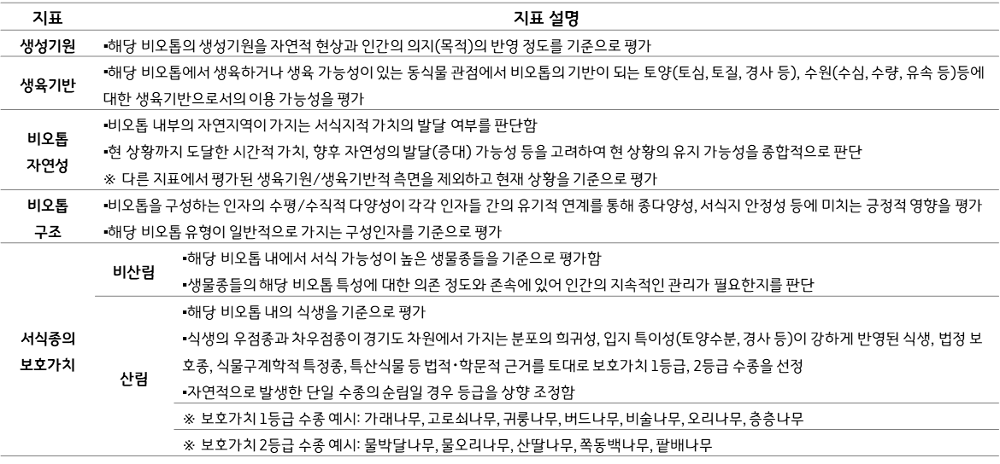 지표 지표 설명
생성기원 ▪해당 비오톱의 생성기원을 자연적 현상과 인간의 의지(목적)의 반영 정도를 기준으로 평가
생육기반 ▪해당 비오톱에서 생육하거나 생육 가능성이 있는 동식물 관점에서 비오톱의 기반이 되는 토양(토심, 토질, 경사 등), 수원(수심, 수량, 유속 등)등에
대한 생육기반으로서의 이용 가능성을 평가
비오톱
자연성
▪비오톱 내부의 자연지역이 가지는 서식지적 가치의 발달 여부를 판단함
▪현 상황까지 도달한 시간적 가치, 향후 자연성의 발달(증대) 가능성 등을 고려하여 현 상황의 유지 가능성을 종합적으로 판단
※ 다른 지표에서 평가된 생육기원/생육기반적 측면을 제외하고 현재 상황을 기준으로 평가
비오톱
구조
▪비오톱을 구성하는 인자의 수평/수직적 다양성이 각각 인자들 간의 유기적 연계를 통해 종다양성, 서식지 안정성 등에 미치는 긍정적 영향을 평가
▪해당 비오톱 유형이 일반적으로 가지는 구성인자를 기준으로 평가
서식종의
보호가치
비산림
▪해당 비오톱 내에서 서식 가능성이 높은 생물종들을 기준으로 평가함
▪생물종들의 해당 비오톱 특성에 대한 의존 정도와 존속에 있어 인간의 지속적인 관리가 필요한지를 판단
산림
▪해당 비오톱 내의 식생을 기준으로 평가
▪식생의 우점종과 차우점종이 경기도 차원에서 가지는 분포의 희귀성, 입지 특이성(토양수분, 경사 등)이 강하게 반영된 식생, 법정 보
호종, 식물구계학적 특정종, 특산식물 등 법적·학문적 근거를 토대로 보호가치 1등급, 2등급 수종을 선정
▪자연적으로 발생한 단일 수종의 순림일 경우 등급을 상향 조정함
※ 보호가치 1등급 수종 예시: 가래나무, 고로쇠나무, 귀룽나무, 버드나무, 비술나무, 오리나무, 층층나무
※ 보호가치 2등급 수종 예시: 물박달나무, 물오리나무, 산딸나무, 쪽동백나무, 팥배나무